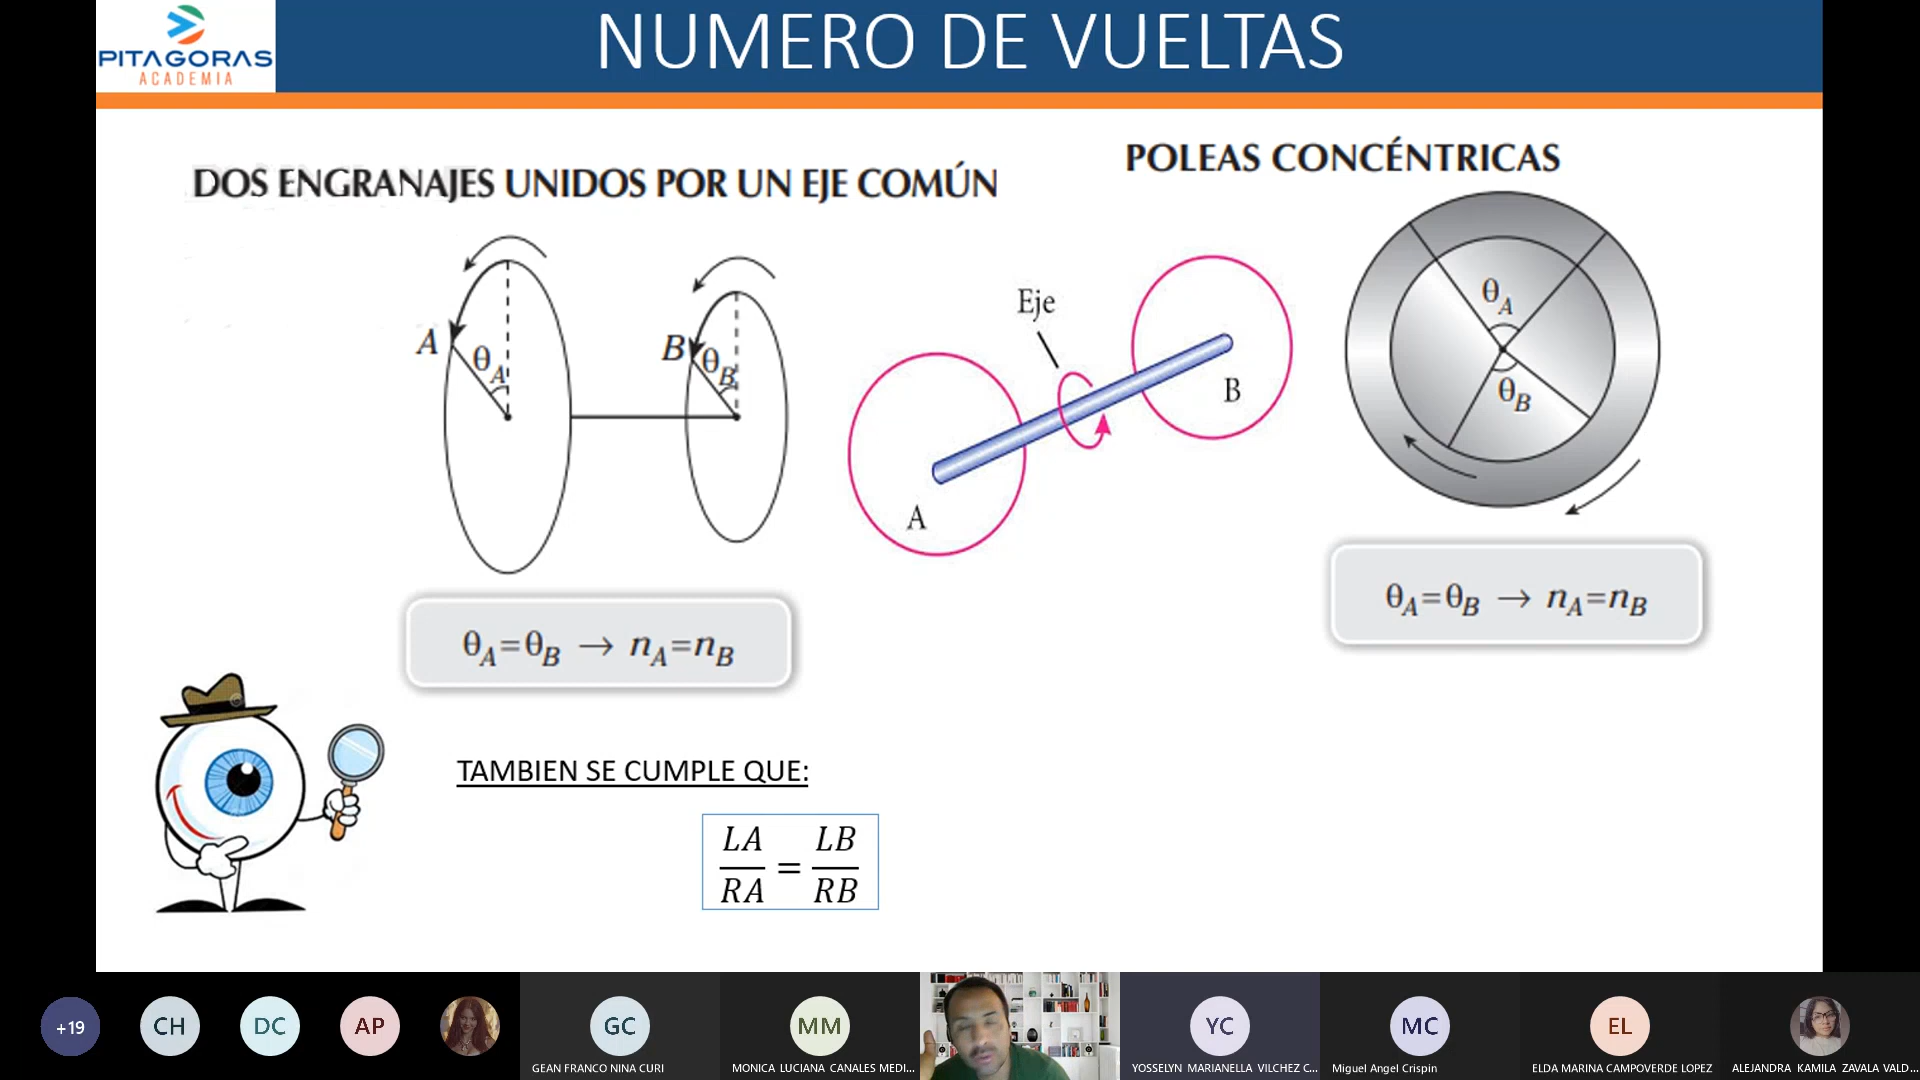 PITAGORAS
ACADEMIA
NUMERO DE VUELTAS
DOS ENGRANAJES UNIDOS POR UN EJE COMÚN
POLEAS CONCÉNTRICAS
A
θA
B
θB
Eje
A
B
θA
θB
θA=θB → nA=nB
θA=θB → nA=nB
TAMBIEN SE CUMPLE QUE:
LA/RA = LB/RB
+19
CH
DC
AP
GC
MM
YC
MC
EL
GEAN FRANCO NINA CURI
MONICA LUCIANA CANALES MEDI...
YOSSELYN MARIANELLA VILCHEZ C...
Miguel Angel Crispin
ELDA MARINA CAMPOVERDE LOPEZ
ALEJANDRA KAMILA ZAVALA VALD...